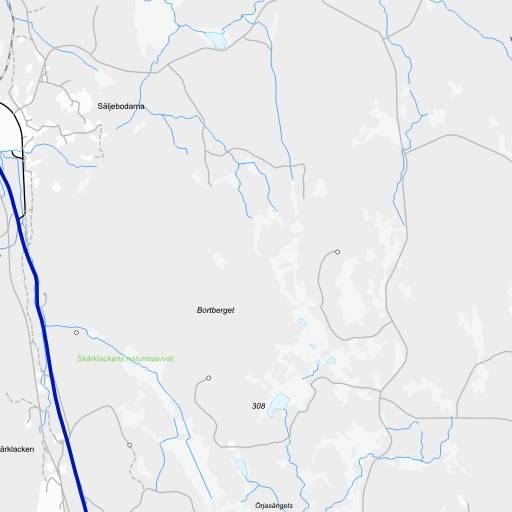 Säljebodarna
Bortberget
Skärklackens naturreservat
308
ärklacken
Örjasängets